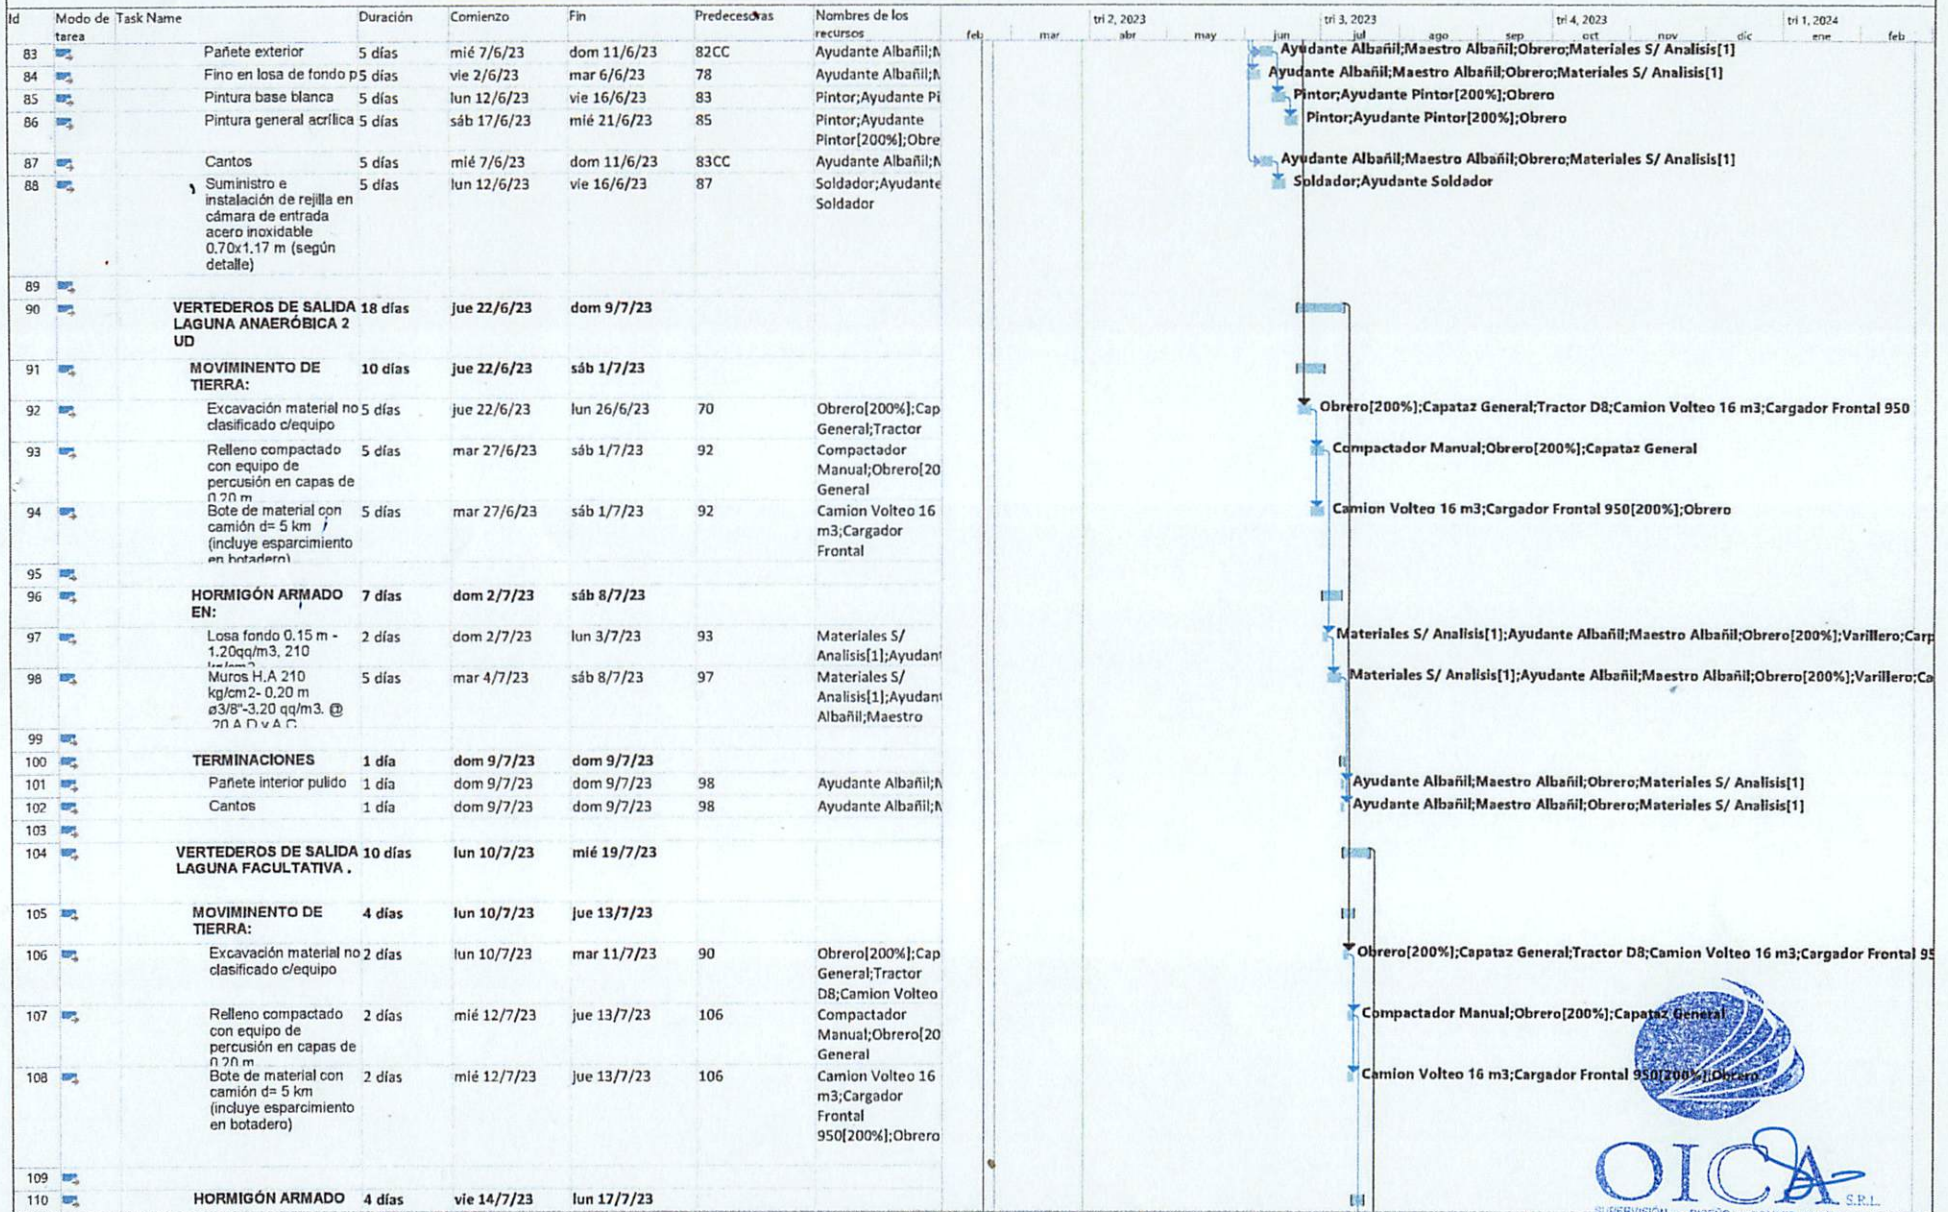 Id Modo de tarea Task Name Duración Comienzo Fin Predecesoras Nombres de los recursos
tri 2, 2023 tri 3, 2023 tri 4, 2023 tri 1, 2024
feb mar abr may jun jul ago sep oct nov dic ene feb
83 Pañete exterior 5 días mié 7/6/23 dom 11/6/23 82CC Ayudante Albañil;M Ayudante Albañil;Maestro Albañil;Obrero;Materiales S/ Analisis[1]
84 Fino en losa de fondo p 5 días vie 2/6/23 mar 6/6/23 78 Ayudante Albañil;M Ayudante Albañil;Maestro Albañil;Obrero;Materiales S/ Analisis[1]
85 Pintura base blanca 5 días lun 12/6/23 vie 16/6/23 83 Pintor;Ayudante Pi Pintor;Ayudante Pintor[200%];Obrero
86 Pintura general acrílica 5 días sáb 17/6/23 mié 21/6/23 85 Pintor;Ayudante Pintor;Ayudante Pintor[200%];Obrero
Pintor[200%];Obre
87 Cantos 5 días mié 7/6/23 dom 11/6/23 83CC Ayudante Albañil;M Ayudante Albañil;Maestro Albañil;Obrero;Materiales S/ Analisis[1]
88 Suministro e 5 días lun 12/6/23 vie 16/6/23 87 Soldador;Ayudante Soldador;Ayudante Soldador
instalación de rejilla en Soldador
cámara de entrada
acero inoxidable
0.70x1.17 m (según
detalle)
89
90 VERTEDEROS DE SALIDA 18 días jue 22/6/23 dom 9/7/23
LAGUNA ANAERÓBICA 2
UD
91 MOVIMINENTO DE 10 días jue 22/6/23 sáb 1/7/23
TIERRA:
92 Excavación material no 5 días jue 22/6/23 lun 26/6/23 70 Obrero[200%];Cap Obrero[200%];Capataz General;Tractor D8;Camion Volteo 16 m3;Cargador Frontal 950
clasificado c/equipo General;Tractor
93 Relleno compactado 5 días mar 27/6/23 sáb 1/7/23 92 Compactador Compactador Manual;Obrero[200%];Capataz General
con equipo de Manual;Obrero[20
percusión en capas de General
0.20 m
94 Bote de material con 5 días mar 27/6/23 sáb 1/7/23 92 Camion Volteo 16 Camion Volteo 16 m3;Cargador Frontal 950[200%];Obrero
camión d= 5 km m3;Cargador
(incluye esparcimiento Frontal
en botadero)
95
96 HORMIGÓN ARMADO 7 días dom 2/7/23 sáb 8/7/23
EN:
97 Losa fondo 0.15 m - 2 días dom 2/7/23 lun 3/7/23 93 Materiales S/ Materiales S/ Analisis[1];Ayudante Albañil;Maestro Albañil;Obrero[200%];Varillero;Carp
1.20qq/m3, 210 Analisis[1];Ayudant
kg/cm2
98 Muros H.A 210 5 días mar 4/7/23 sáb 8/7/23 97 Materiales S/ Materiales S/ Analisis[1];Ayudante Albañil;Maestro Albañil;Obrero[200%];Varillero;Ca
kg/cm2- 0.20 m Analisis[1];Ayudant
ø3/8"-3.20 qq/m3. @ Albañil;Maestro
.20 A.D y A.C
99
100 TERMINACIONES 1 día dom 9/7/23 dom 9/7/23
101 Pañete interior pulido 1 día dom 9/7/23 dom 9/7/23 98 Ayudante Albañil;M Ayudante Albañil;Maestro Albañil;Obrero;Materiales S/ Analisis[1]
102 Cantos 1 día dom 9/7/23 dom 9/7/23 98 Ayudante Albañil;M Ayudante Albañil;Maestro Albañil;Obrero;Materiales S/ Analisis[1]
103
104 VERTEDEROS DE SALIDA 10 días lun 10/7/23 mié 19/7/23
LAGUNA FACULTATIVA .
105 MOVIMINENTO DE 4 días lun 10/7/23 jue 13/7/23
TIERRA:
106 Excavación material no 2 días lun 10/7/23 mar 11/7/23 90 Obrero[200%];Cap Obrero[200%];Capataz General;Tractor D8;Camion Volteo 16 m3;Cargador Frontal 95
clasificado c/equipo General;Tractor
D8;Camion Volteo
107 Relleno compactado 2 días mié 12/7/23 jue 13/7/23 106 Compactador Compactador Manual;Obrero[200%];Capataz General
con equipo de Manual;Obrero[20
percusión en capas de General
0.20 m
108 Bote de material con 2 días mié 12/7/23 jue 13/7/23 106 Camion Volteo 16 Camion Volteo 16 m3;Cargador Frontal 950[200%];Obrero
camión d= 5 km m3;Cargador
(incluye esparcimiento Frontal
en botadero) 950[200%];Obrero
109
110 HORMIGÓN ARMADO 4 días vie 14/7/23 lun 17/7/23
OICA S.R.L.
SUPERVISIÓN